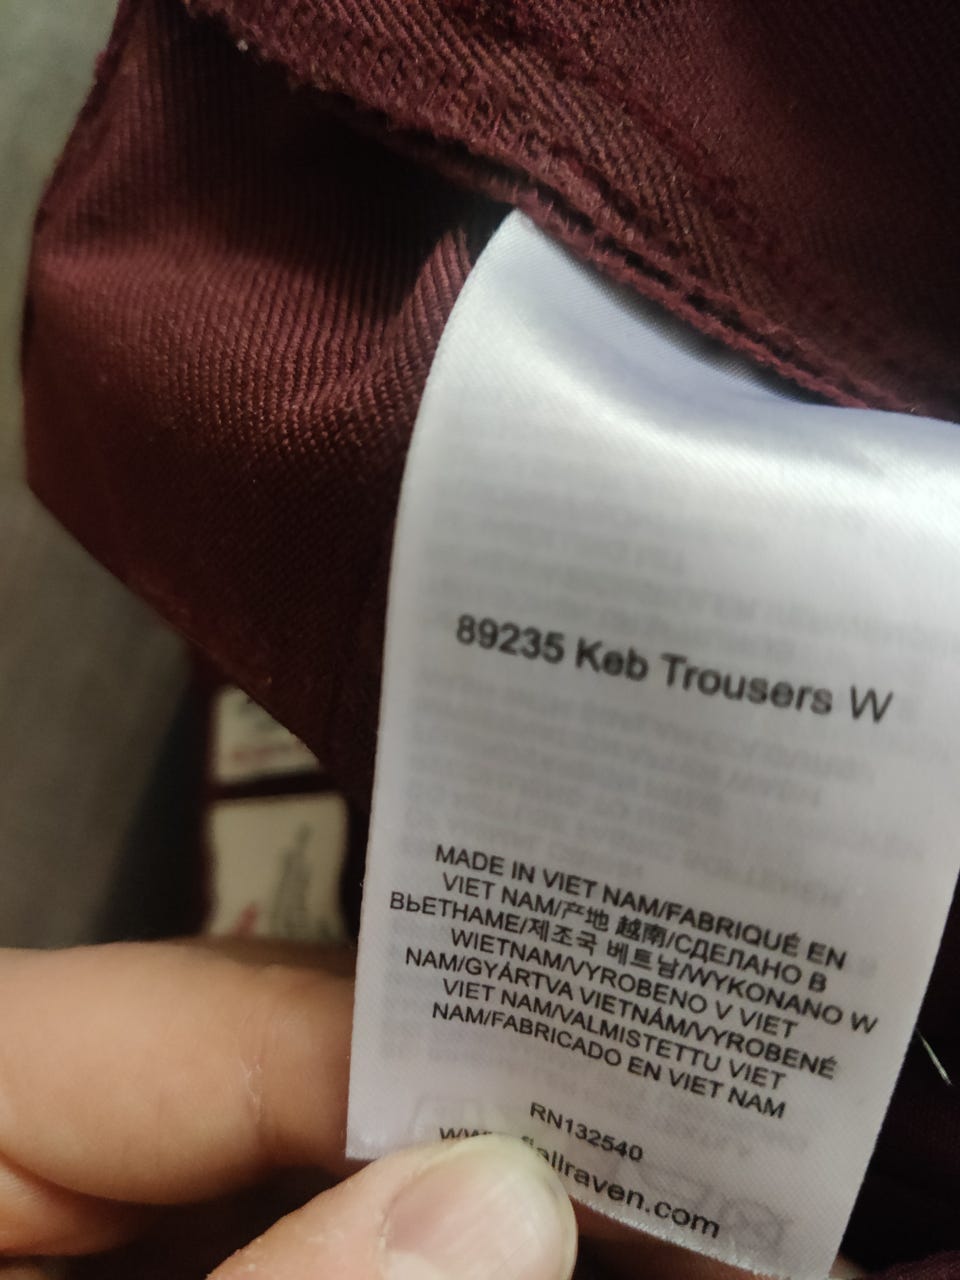 89235 Keb Trousers W
MADE IN VIET NAM/FABRIQUÉ EN
VIET NAM/产地 越南/СДЕЛАНО В
ВЬЕТНАМЕ/제조국 베트남/WYKONANO W
WIETNAM/VYROBENO V VIET
NAM/GYÁRTVA VIETNÁM/VYROBENÉ
VIET NAM/VALMISTETTU VIET
NAM/FABRICADO EN VIET NAM
RN132540
www.fjallraven.com